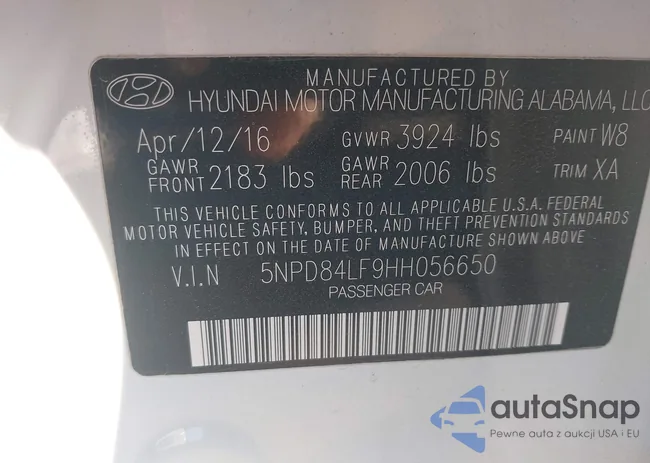 MANUFACTURED BY
HYUNDAI MOTOR MANUFACTURING ALABAMA, LLC
Apr/12/16 GVWR 3924 lbs PAINT W8
GAWR FRONT 2183 lbs GAWR REAR 2006 lbs TRIM XA
THIS VEHICLE CONFORMS TO ALL APPLICABLE U.S.A. FEDERAL
MOTOR VEHICLE SAFETY, BUMPER, AND THEFT PREVENTION STANDARDS
IN EFFECT ON THE DATE OF MANUFACTURE SHOWN ABOVE
V.I.N 5NPD84LF9HH056650
PASSENGER CAR
autaSnap
Pewne auta z aukcji USA i EU